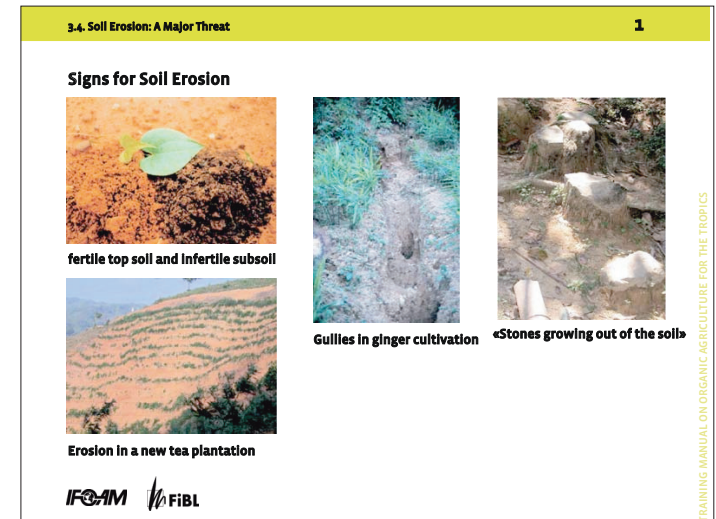 3.4. Soil Erosion: A Major Threat
1
Signs for Soil Erosion
fertile top soil and infertile subsoil
Gullies in ginger cultivation
«Stones growing out of the soil»
Erosion in a new tea plantation
IFOAM
FiBL
TRAINING MANUAL ON ORGANIC AGRICULTURE FOR THE TROPICS